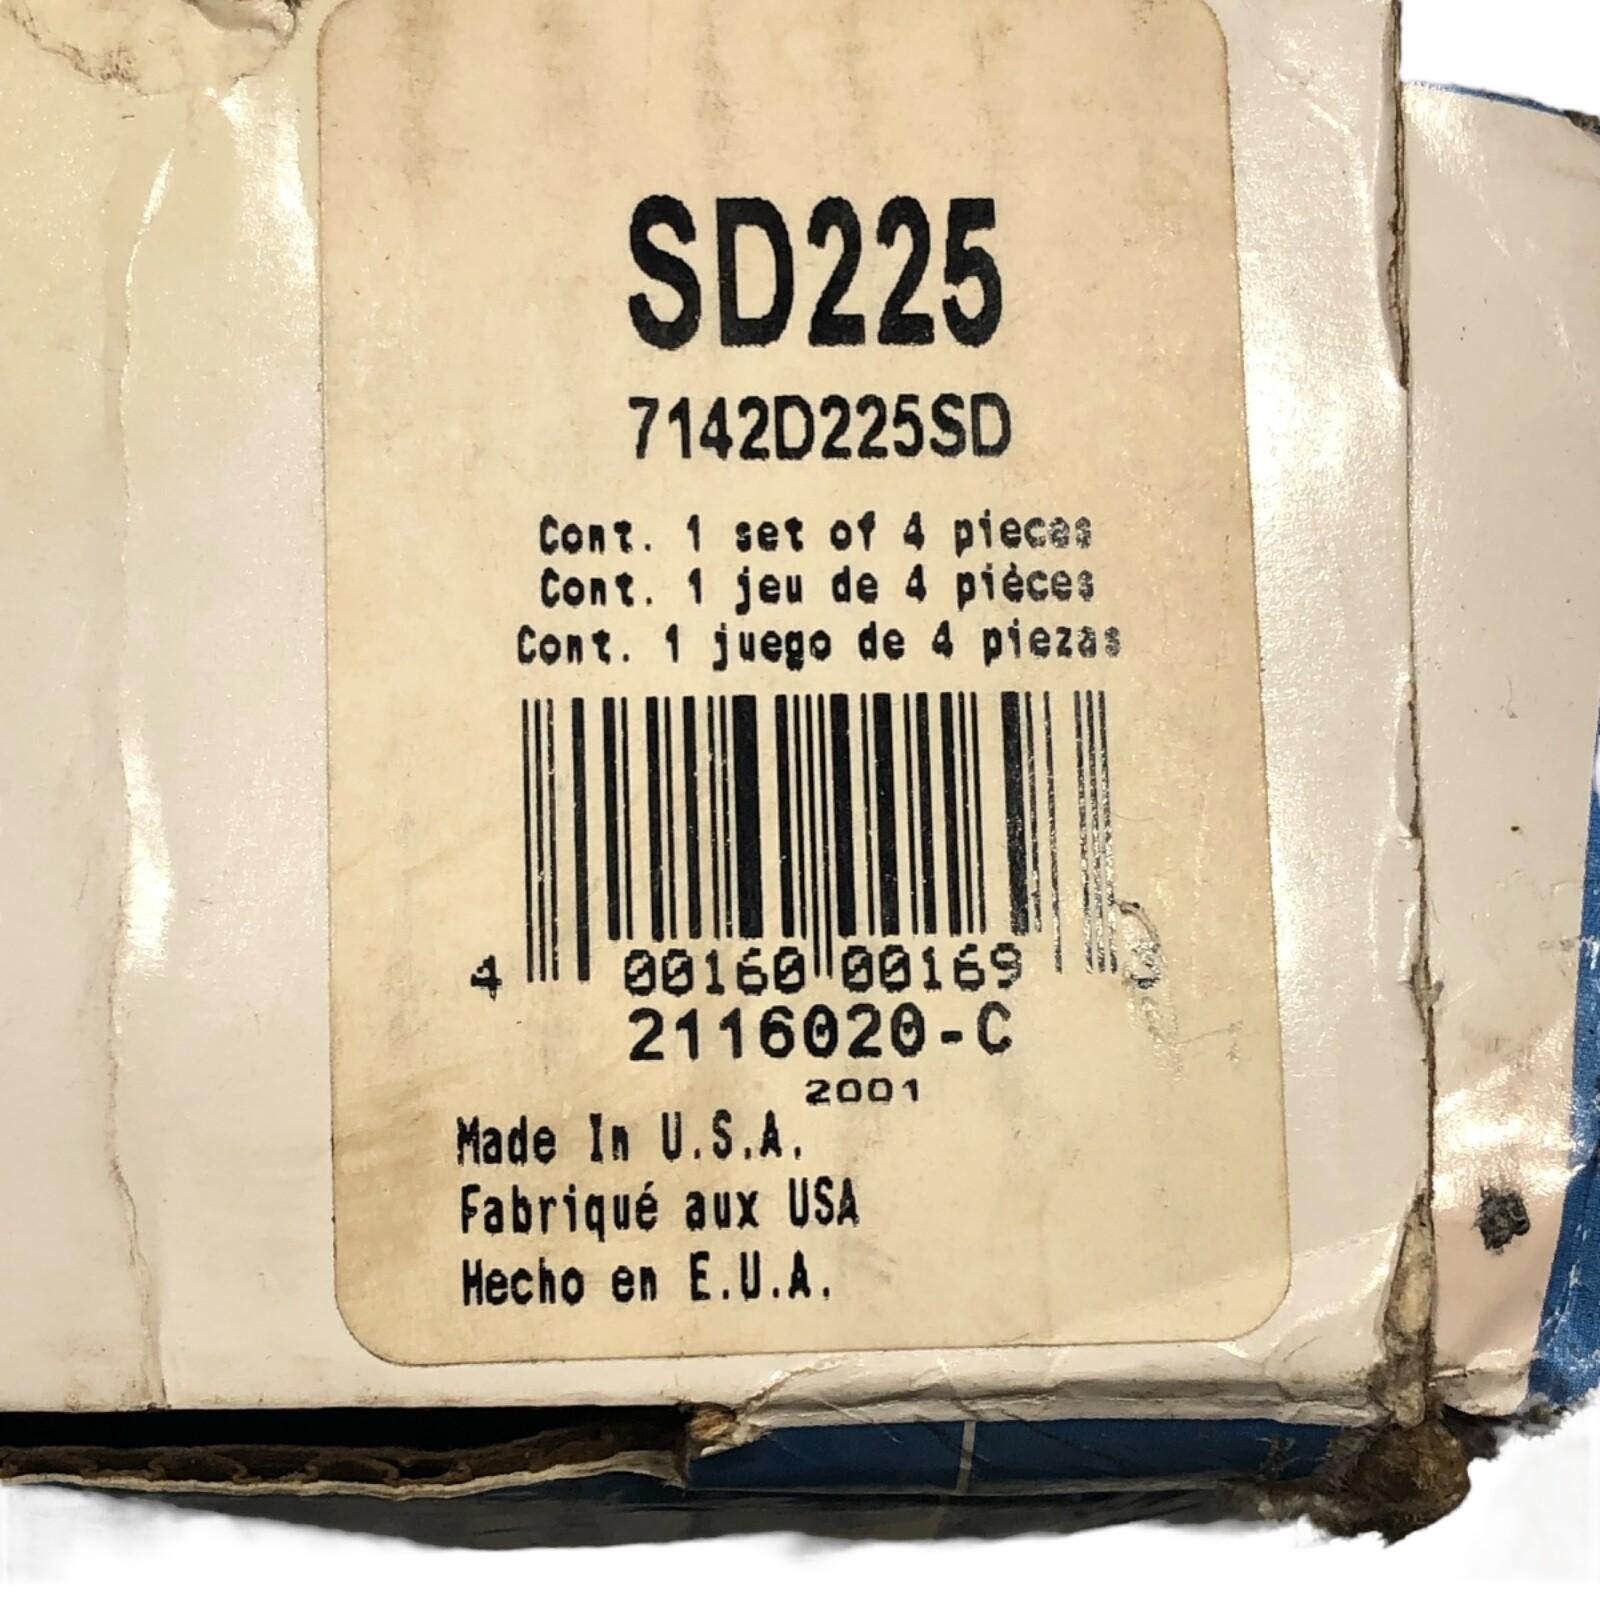 SD225
7142D225SD
Cont. 1 set of 4 pieces
Cont. 1 jeu de 4 pièces
Cont. 1 juego de 4 piezas
4 00160 00169
2116020-C
2001
Made In U.S.A.
Fabriqué aux USA
Hecho en E.U.A.